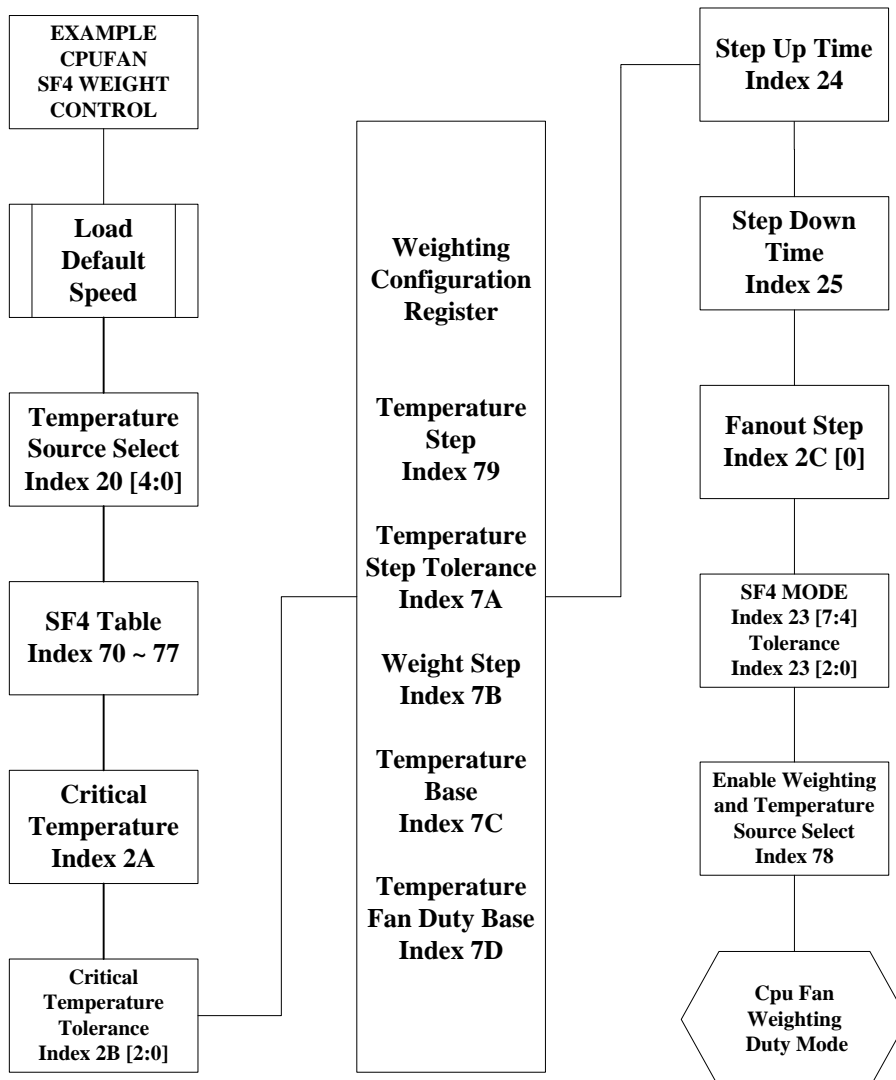 EXAMPLE
CPUFAN
SF4 WEIGHT
CONTROL
Load
Default
Speed
Temperature
Source Select
Index 20 [4:0]
SF4 Table
Index 70 ~ 77
Critical
Temperature
Index 2A
Critical
Temperature
Tolerance
Index 2B [2:0]
Weighting
Configuration
Register
Temperature
Step
Index 79
Temperature
Step Tolerance
Index 7A
Weight Step
Index 7B
Temperature
Base
Index 7C
Temperature
Fan Duty Base
Index 7D
Step Up Time
Index 24
Step Down
Time
Index 25
Fanout Step
Index 2C [0]
SF4 MODE
Index 23 [7:4]
Tolerance
Index 23 [2:0]
Enable Weighting
and Temperature
Source Select
Index 78
Cpu Fan
Weighting
Duty Mode